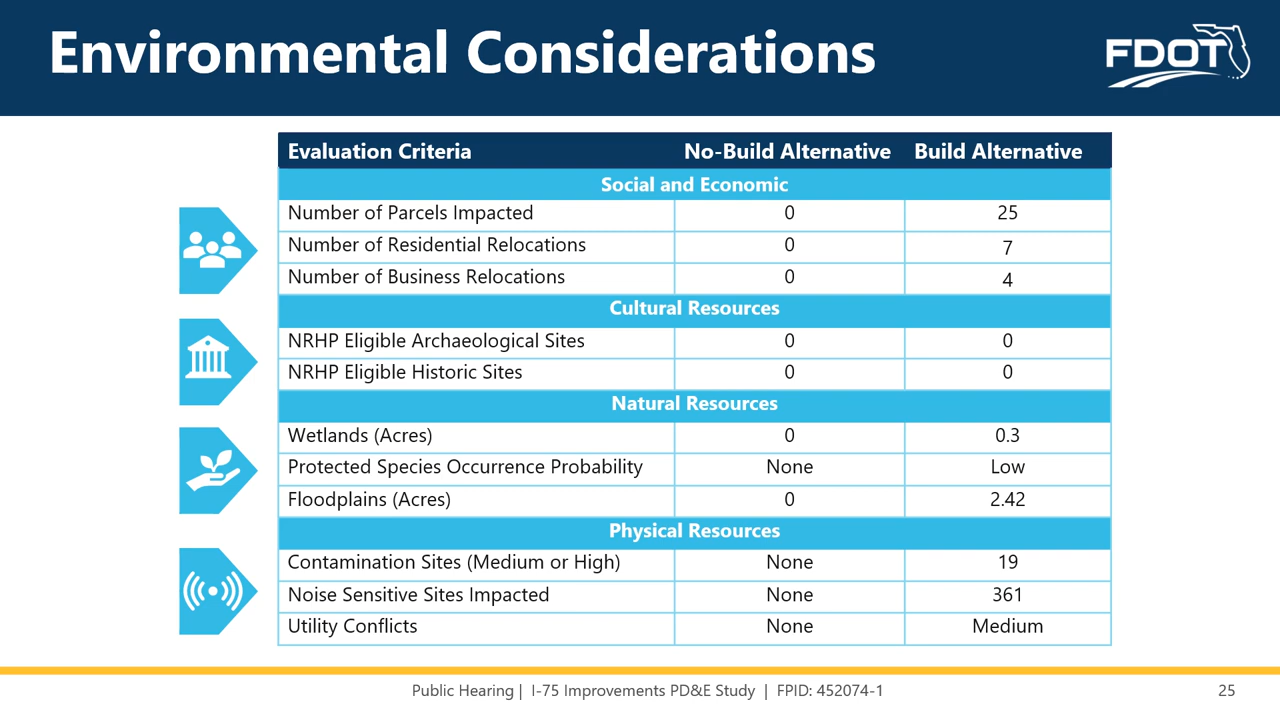 Environmental Considerations
FDOT
Evaluation Criteria No-Build Alternative Build Alternative
Social and Economic
Number of Parcels Impacted 0 25
Number of Residential Relocations 0 7
Number of Business Relocations 0 4
Cultural Resources
NRHP Eligible Archaeological Sites 0 0
NRHP Eligible Historic Sites 0 0
Natural Resources
Wetlands (Acres) 0 0.3
Protected Species Occurrence Probability None Low
Floodplains (Acres) 0 2.42
Physical Resources
Contamination Sites (Medium or High) None 19
Noise Sensitive Sites Impacted None 361
Utility Conflicts None Medium
Public Hearing | I-75 Improvements PD&E Study | FPID: 452074-1 25